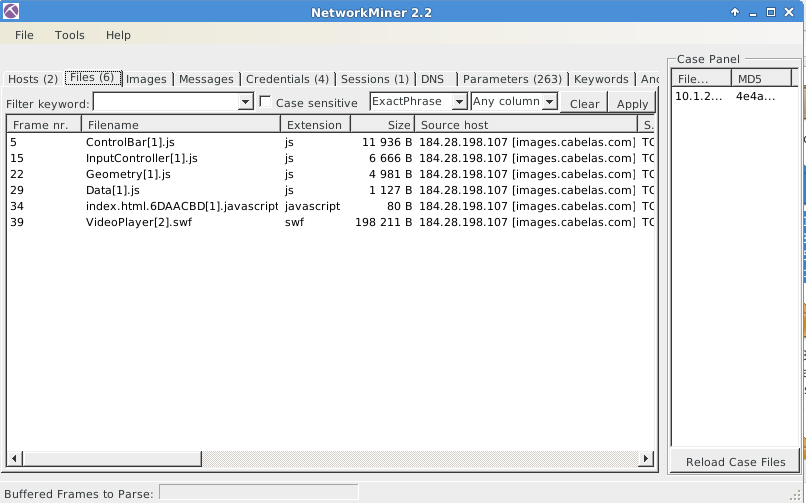 NetworkMiner 2.2
File Tools Help
Case Panel
Hosts (2) Files (6) Images Messages Credentials (4) Sessions (1) DNS Parameters (263) Keywords Ano
File... MD5
Filter keyword: Case sensitive ExactPhrase Any column Clear Apply
10.1.2... 4e4a...
Frame nr. Filename Extension Size Source host S.
5 ControlBar[1].js js 11 936 B 184.28.198.107 [images.cabelas.com] TC
15 InputController[1].js js 6 666 B 184.28.198.107 [images.cabelas.com] TC
22 Geometry[1].js js 4 981 B 184.28.198.107 [images.cabelas.com] TC
29 Data[1].js js 1 127 B 184.28.198.107 [images.cabelas.com] TC
34 index.html.6DAACBD[1].javascript javascript 80 B 184.28.198.107 [images.cabelas.com] TC
39 VideoPlayer[2].swf swf 198 211 B 184.28.198.107 [images.cabelas.com] TC
Reload Case Files
Buffered Frames to Parse: